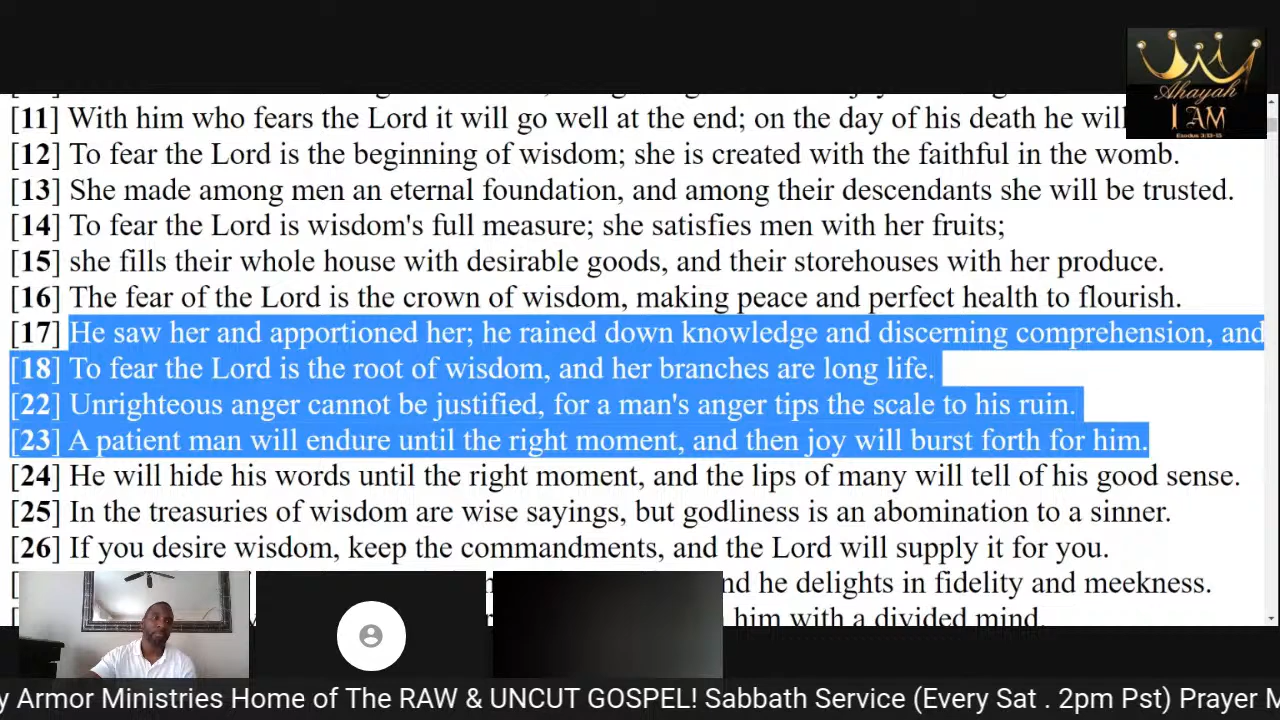 Ahayah
I AM
Exodus 3:13-15
[11] With him who fears the Lord it will go well at the end; on the day of his death he will
[12] To fear the Lord is the beginning of wisdom; she is created with the faithful in the womb.
[13] She made among men an eternal foundation, and among their descendants she will be trusted.
[14] To fear the Lord is wisdom's full measure; she satisfies men with her fruits;
[15] she fills their whole house with desirable goods, and their storehouses with her produce.
[16] The fear of the Lord is the crown of wisdom, making peace and perfect health to flourish.
[17] He saw her and apportioned her; he rained down knowledge and discerning comprehension, and
[18] To fear the Lord is the root of wisdom, and her branches are long life.
[22] Unrighteous anger cannot be justified, for a man's anger tips the scale to his ruin.
[23] A patient man will endure until the right moment, and then joy will burst forth for him.
[24] He will hide his words until the right moment, and the lips of many will tell of his good sense.
[25] In the treasuries of wisdom are wise sayings, but godliness is an abomination to a sinner.
[26] If you desire wisdom, keep the commandments, and the Lord will supply it for you.
he delights in fidelity and meekness.
him with a divided mind.
y Armor Ministries Home of The RAW & UNCUT GOSPEL! Sabbath Service (Every Sat . 2pm Pst) Prayer M